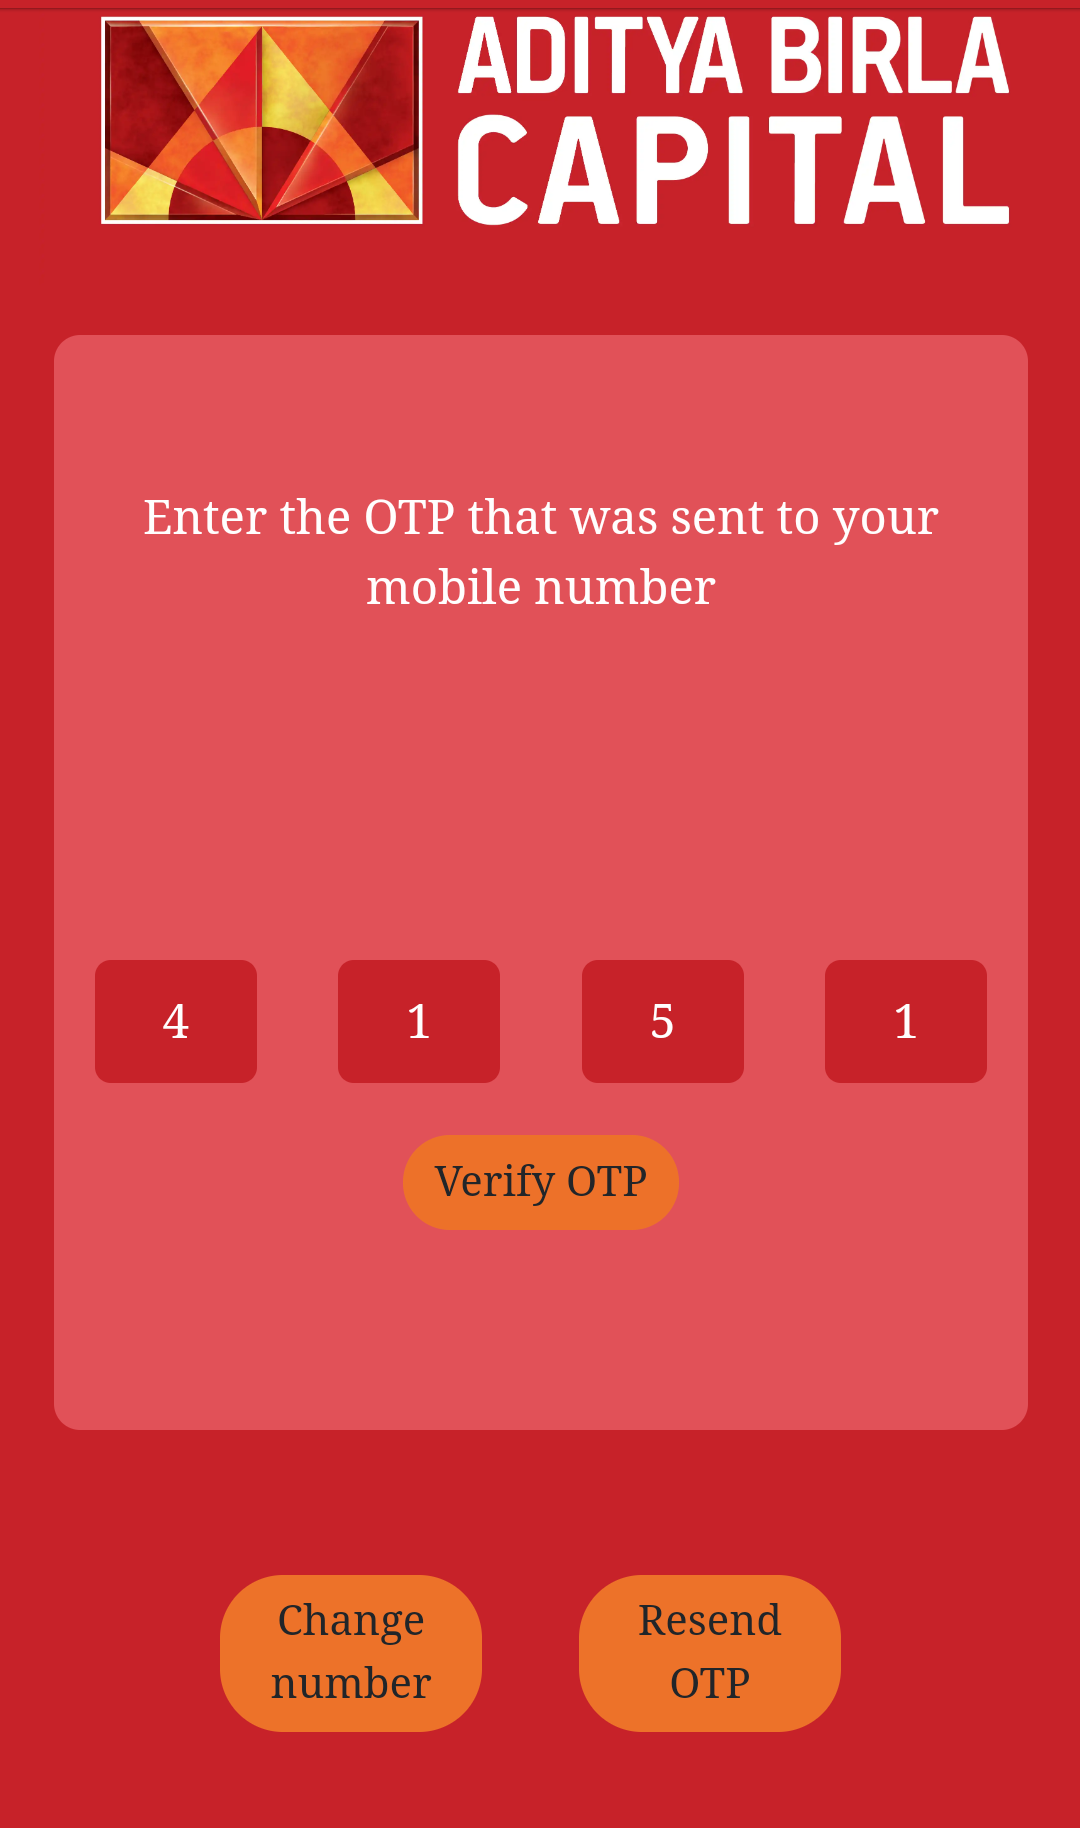 ADITYA BIRLA
CAPITAL
Enter the OTP that was sent to your
mobile number
4 1 5 1
Verify OTP
Change
number
Resend
OTP